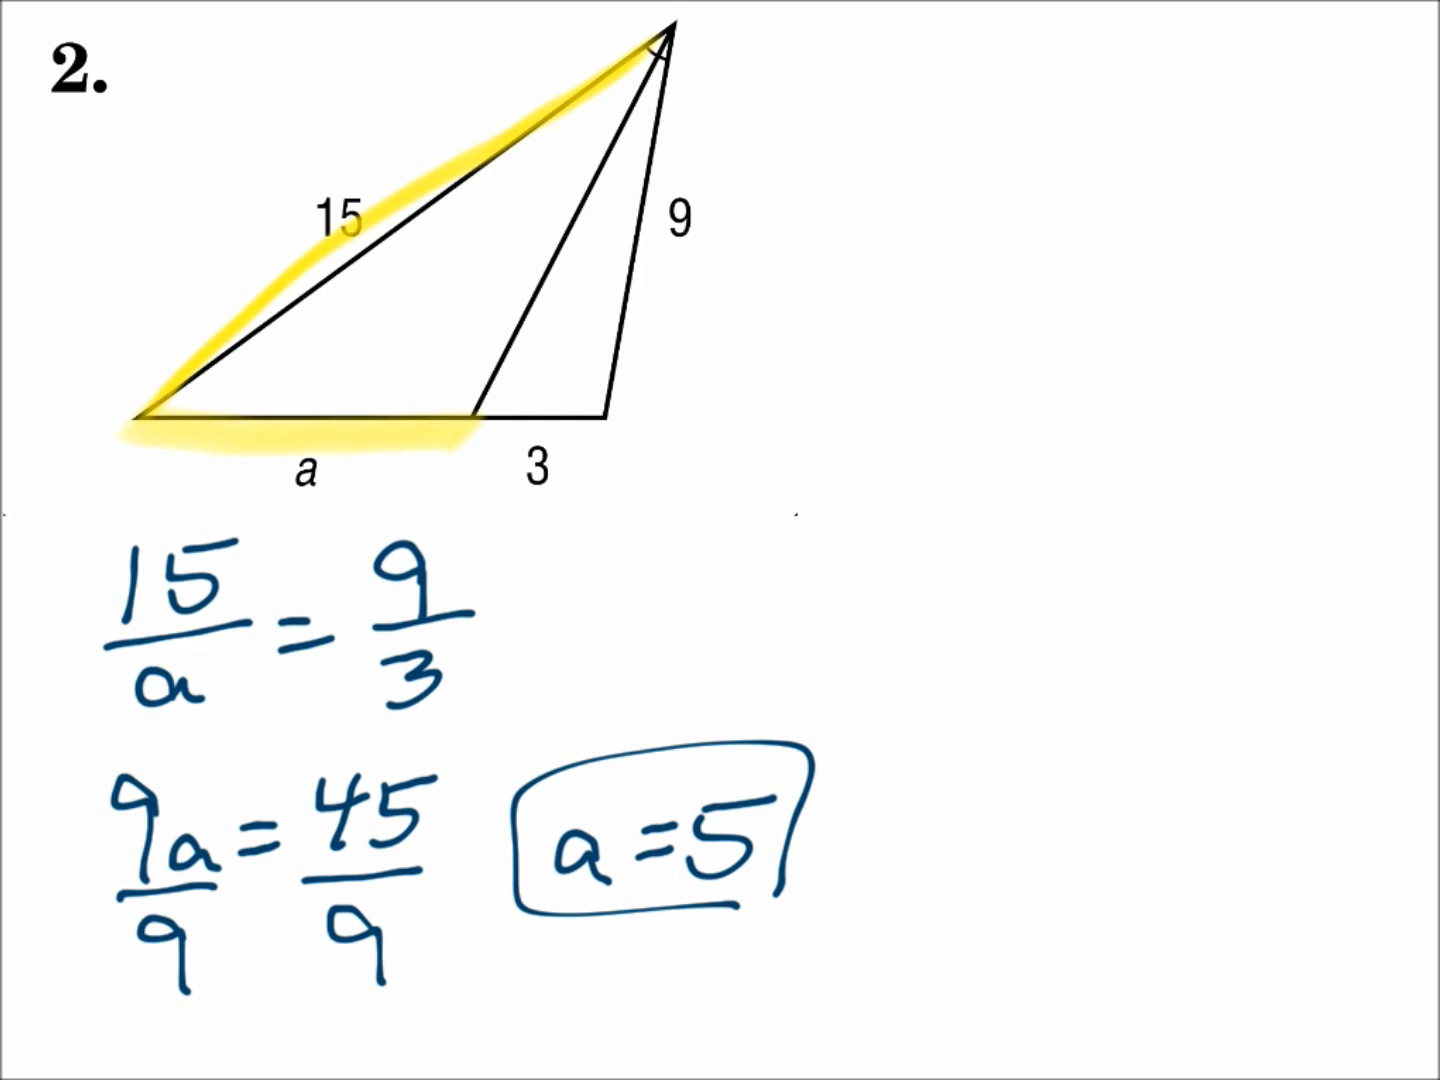 2.
15
9
a
3
15/a = 9/3
9a/9 = 45/9
a = 5